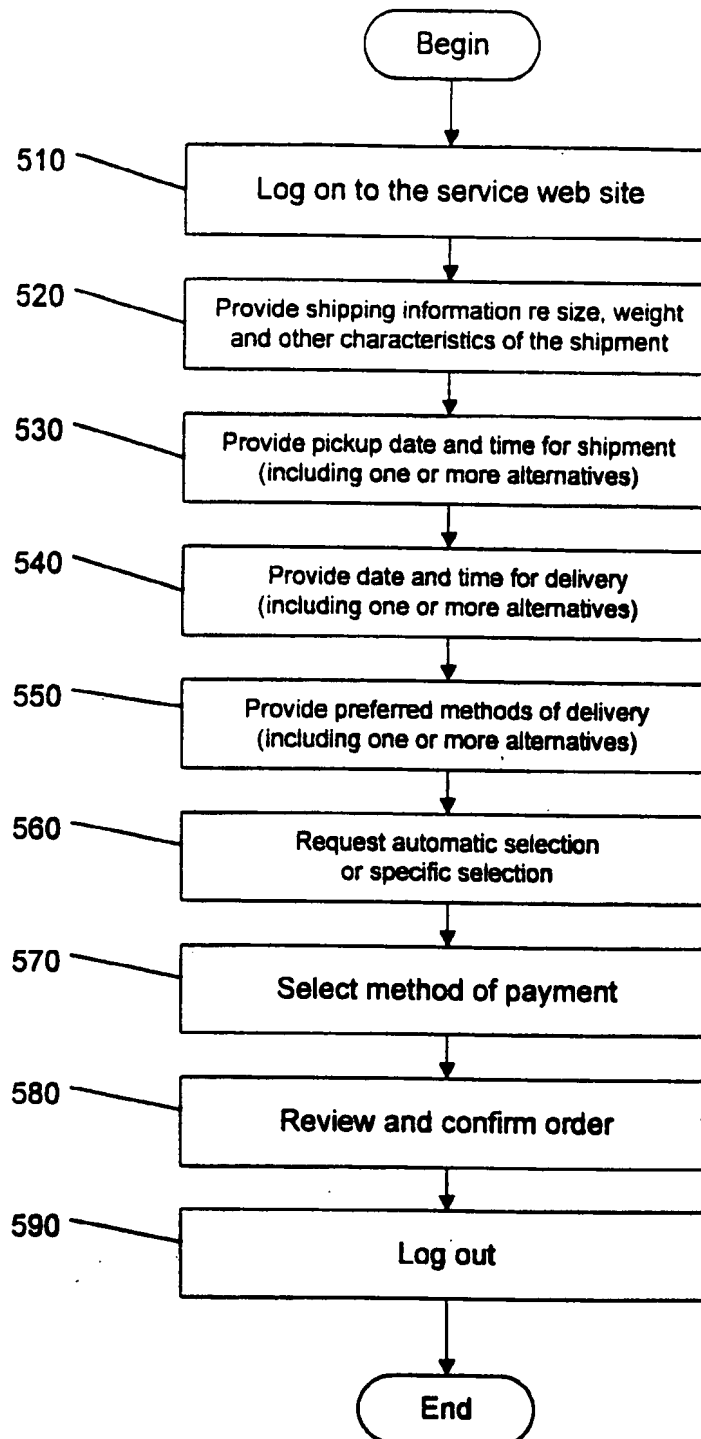 Begin
510
Log on to the service web site
520
Provide shipping information re size, weight
and other characteristics of the shipment
530
Provide pickup date and time for shipment
(including one or more alternatives)
540
Provide date and time for delivery
(including one or more alternatives)
550
Provide preferred methods of delivery
(including one or more alternatives)
560
Request automatic selection
or specific selection
570
Select method of payment
580
Review and confirm order
590
Log out
End